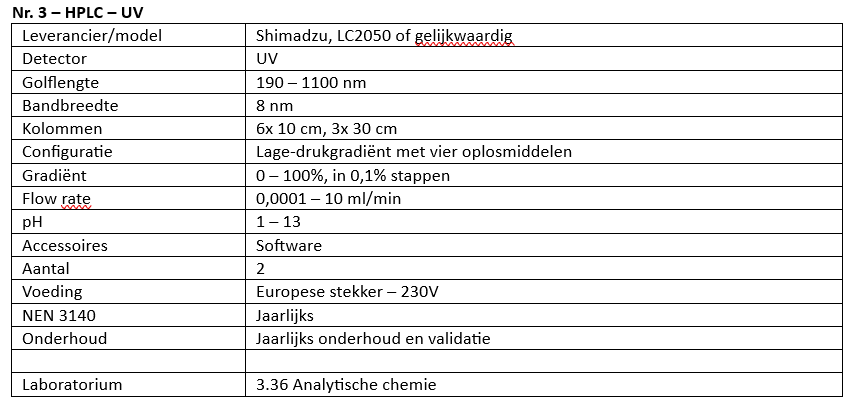 Nr. 3 – HPLC – UV
Leverancier/model Shimadzu, LC2050 of gelijkwaardig
Detector UV
Golflengte 190 – 1100 nm
Bandbreedte 8 nm
Kolommen 6x 10 cm, 3x 30 cm
Configuratie Lage-drukgradiënt met vier oplosmiddelen
Gradiënt 0 – 100%, in 0,1% stappen
Flow rate 0,0001 – 10 ml/min
pH 1 – 13
Accessoires Software
Aantal 2
Voeding Europese stekker – 230V
NEN 3140 Jaarlijks
Onderhoud Jaarlijks onderhoud en validatie
Laboratorium 3.36 Analytische chemie